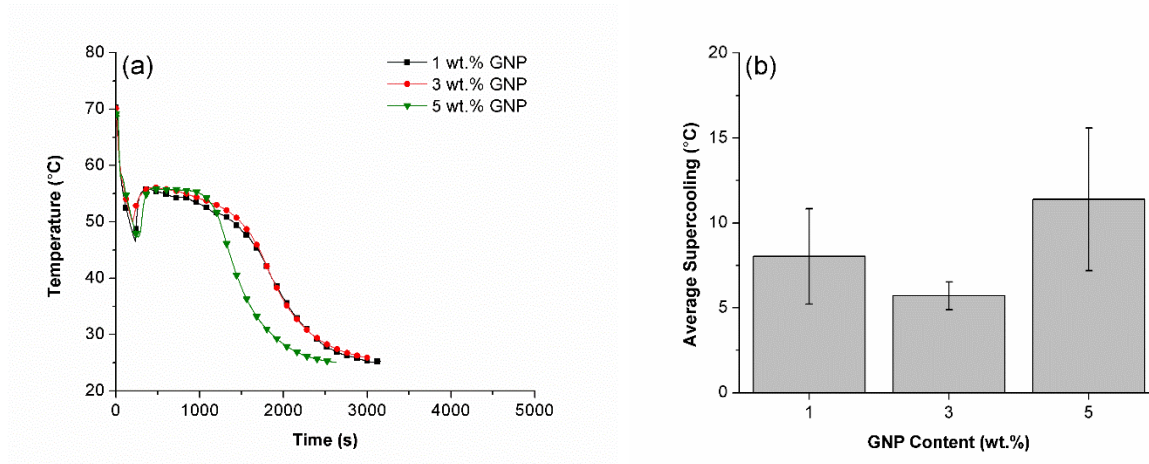 (a)
1 wt.% GNP
3 wt.% GNP
5 wt.% GNP
Temperature (°C)
80
70
60
50
40
30
20
0
1000
2000
3000
4000
5000
Time (s)
(b)
Average Supercooling (°C)
20
15
10
5
0
1
3
5
GNP Content (wt.%)